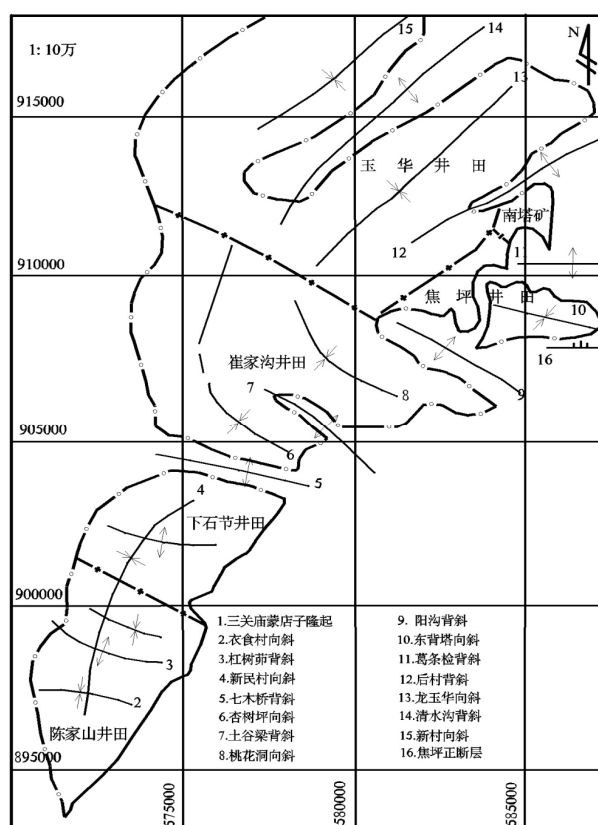 1: 10万
15
14
N
13
915000
玉 华 井 田
南塔矿
12
11
910000
焦 坪 井 田
10
崔家沟井田
16
7
8
9
905000
6
5
4
下石节井田
900000
1.三关庙蒙店子隆起
2.衣食村向斜
3.杠树茆背斜
4.新民村向斜
5.七木桥背斜
6.杏树坪向斜
7.土谷梁背斜
8.桃花洞向斜
9. 阳沟背斜
10.东背塔向斜
11.葛条检背斜
12.后村背斜
13.龙玉华向斜
14.清水沟背斜
15.新村向斜
16.焦坪正断层
3
2
陈家山井田
895000
575000
580000
585000